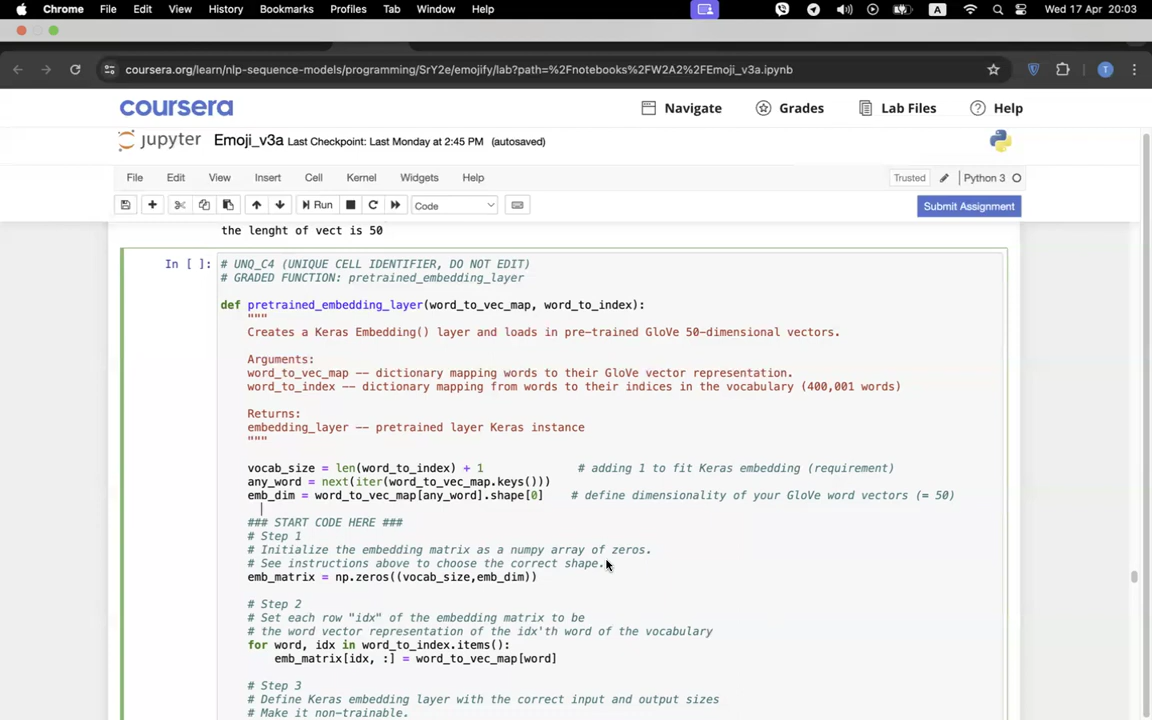 Chrome File Edit View History Bookmarks Profiles Tab Window Help A Wed 17 Apr 20:03
coursera.org/learn/nlp-sequence-models/programming/SrY2e/emojify/lab?path=%2Fnotebooks%2FW2A2%2FEmoji_v3a.ipynb T
coursera Navigate Grades Lab Files Help
jupyter Emoji_v3a Last Checkpoint: Last Monday at 2:45 PM (autosaved)
File Edit View Insert Cell Kernel Widgets Help Trusted Python 3
Run Code Submit Assignment
the lenght of vect is 50
In [ ]: # UNQ_C4 (UNIQUE CELL IDENTIFIER, DO NOT EDIT)
# GRADED FUNCTION: pretrained_embedding_layer
def pretrained_embedding_layer(word_to_vec_map, word_to_index):
"""
Creates a Keras Embedding() layer and loads in pre-trained GloVe 50-dimensional vectors.
Arguments:
word_to_vec_map -- dictionary mapping words to their GloVe vector representation.
word_to_index -- dictionary mapping from words to their indices in the vocabulary (400,001 words)
Returns:
embedding_layer -- pretrained layer Keras instance
"""
vocab_size = len(word_to_index) + 1 # adding 1 to fit Keras embedding (requirement)
any_word = next(iter(word_to_vec_map.keys()))
emb_dim = word_to_vec_map[any_word].shape[0] # define dimensionality of your GloVe word vectors (= 50)
### START CODE HERE ###
# Step 1
# Initialize the embedding matrix as a numpy array of zeros.
# See instructions above to choose the correct shape.
emb_matrix = np.zeros((vocab_size,emb_dim))
# Step 2
# Set each row "idx" of the embedding matrix to be
# the word vector representation of the idx'th word of the vocabulary
for word, idx in word_to_index.items():
emb_matrix[idx, :] = word_to_vec_map[word]
# Step 3
# Define Keras embedding layer with the correct input and output sizes
# Make it non-trainable.